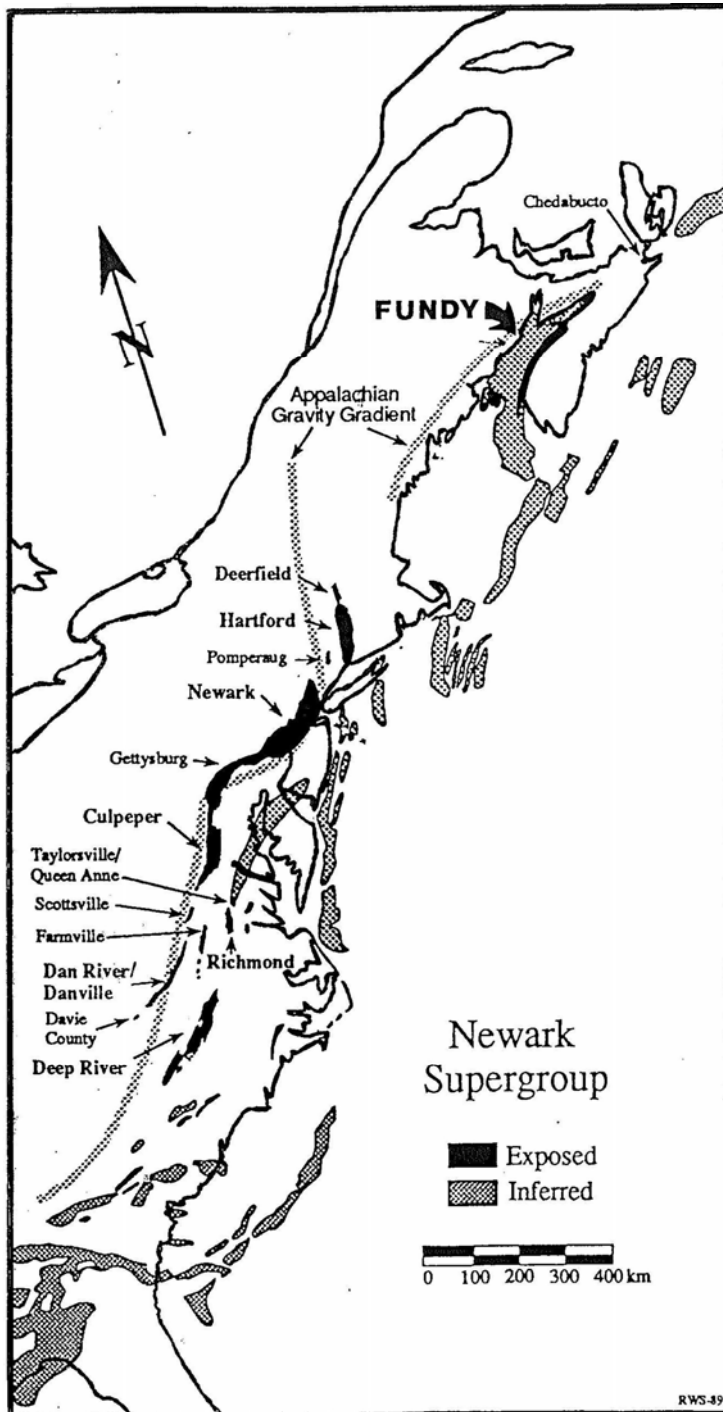 Chedabucto
FUNDY
N
Appalachian
Gravity Gradient
Deerfield
Hartford
Pomperaug
Newark
Gettysburg
Culpeper
Taylorsville/
Queen Anne
Scottsville
Farmville
Richmond
Dan River/
Danville
Davie
County
Deep River
Newark
Supergroup
Exposed
Inferred
0 100 200 300 400 km
RWS-89